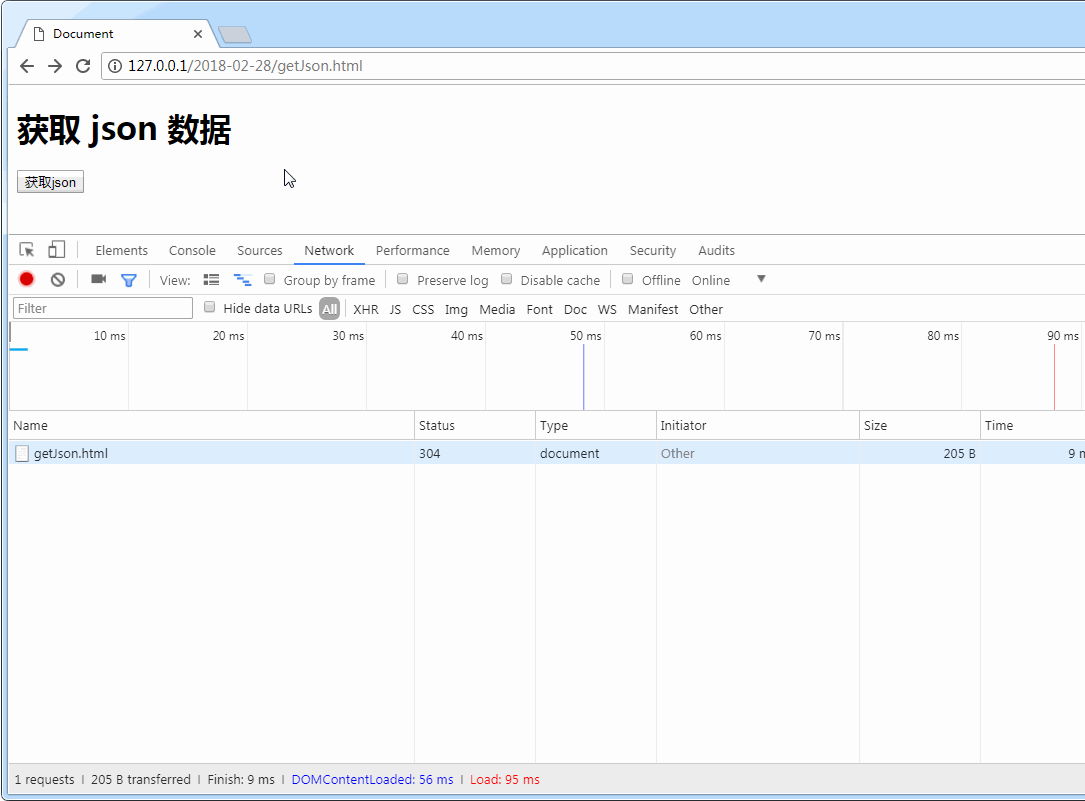 Document
127.0.0.1/2018-02-28/getJson.html
获取 json 数据
获取json
Elements Console Sources Network Performance Memory Application Security Audits
View: Group by frame Preserve log Disable cache Offline Online
Filter Hide data URLs All XHR JS CSS Img Media Font Doc WS Manifest Other
10 ms 20 ms 30 ms 40 ms 50 ms 60 ms 70 ms 80 ms 90 ms
Name Status Type Initiator Size Time
getJson.html 304 document Other 205 B 9 m
1 requests | 205 B transferred | Finish: 9 ms | DOMContentLoaded: 56 ms | Load: 95 ms